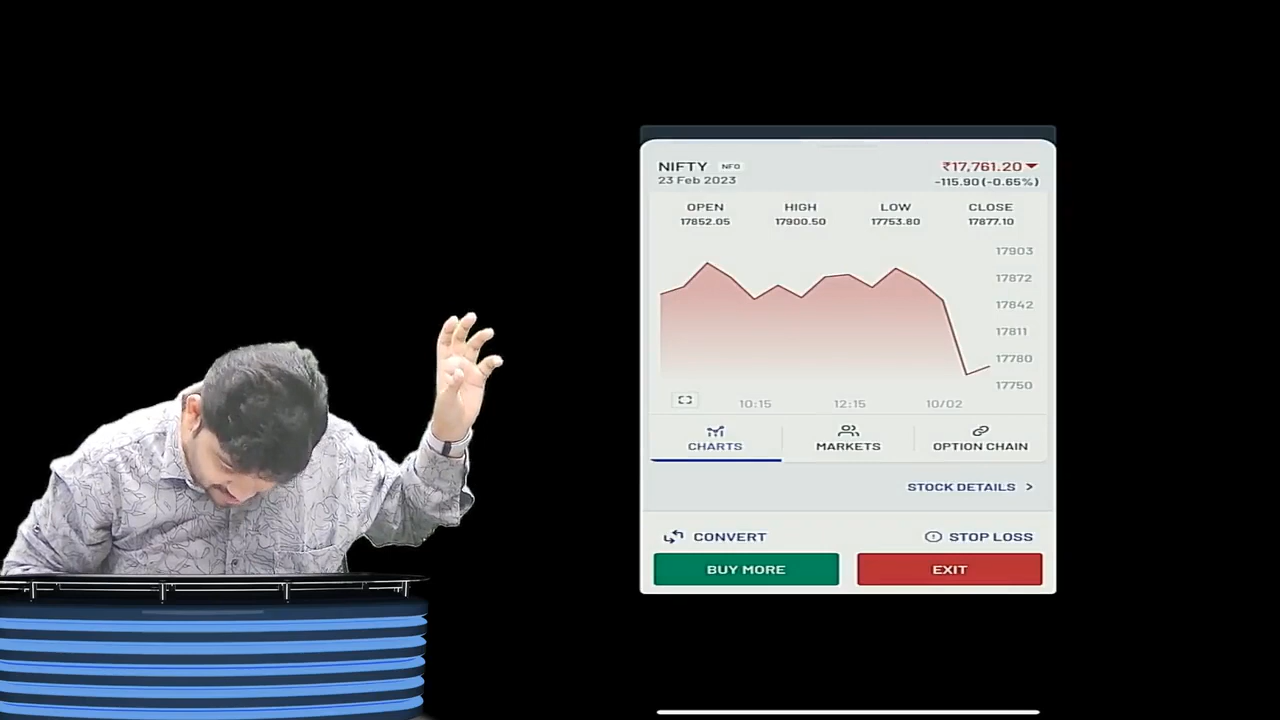 NIFTY NFO ₹17,761.20
23 Feb 2023 -115.90 (-0.65%)
OPEN HIGH LOW CLOSE
17852.05 17900.50 17753.80 17877.10
17903
17872
17842
17811
17780
17750
10:15 12:15 10/02
CHARTS MARKETS OPTION CHAIN
STOCK DETAILS >
CONVERT STOP LOSS
BUY MORE EXIT